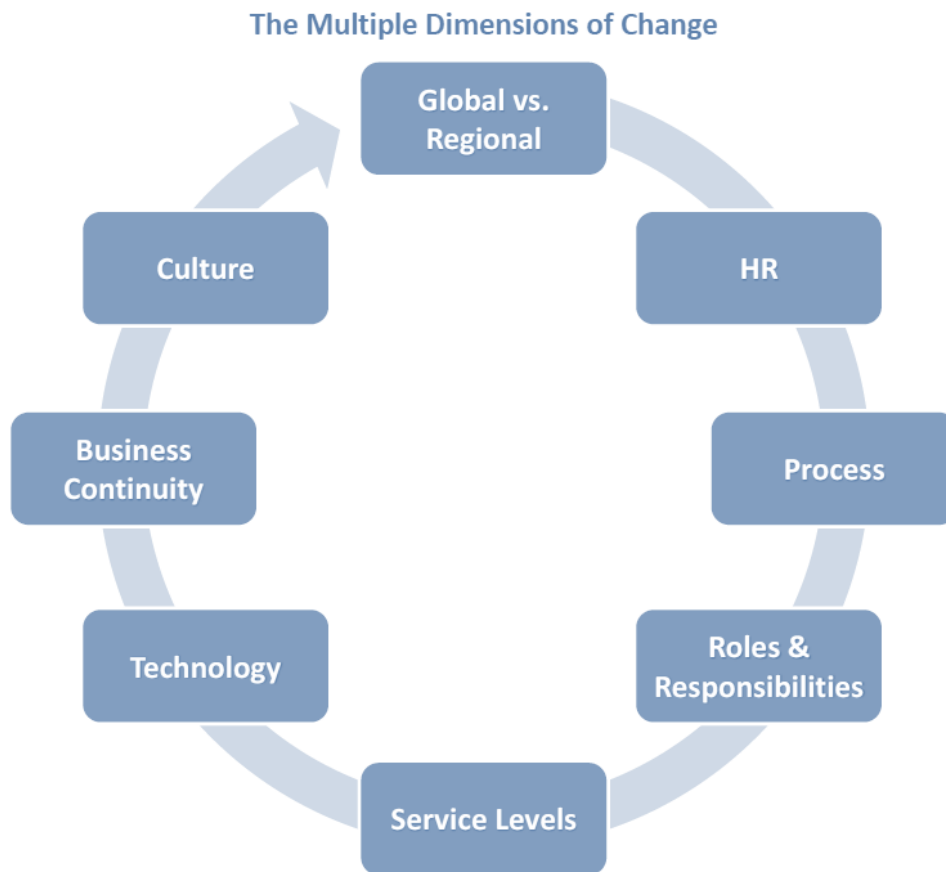 The Multiple Dimensions of Change
Global vs.
Regional
HR
Process
Roles &
Responsibilities
Service Levels
Technology
Business
Continuity
Culture